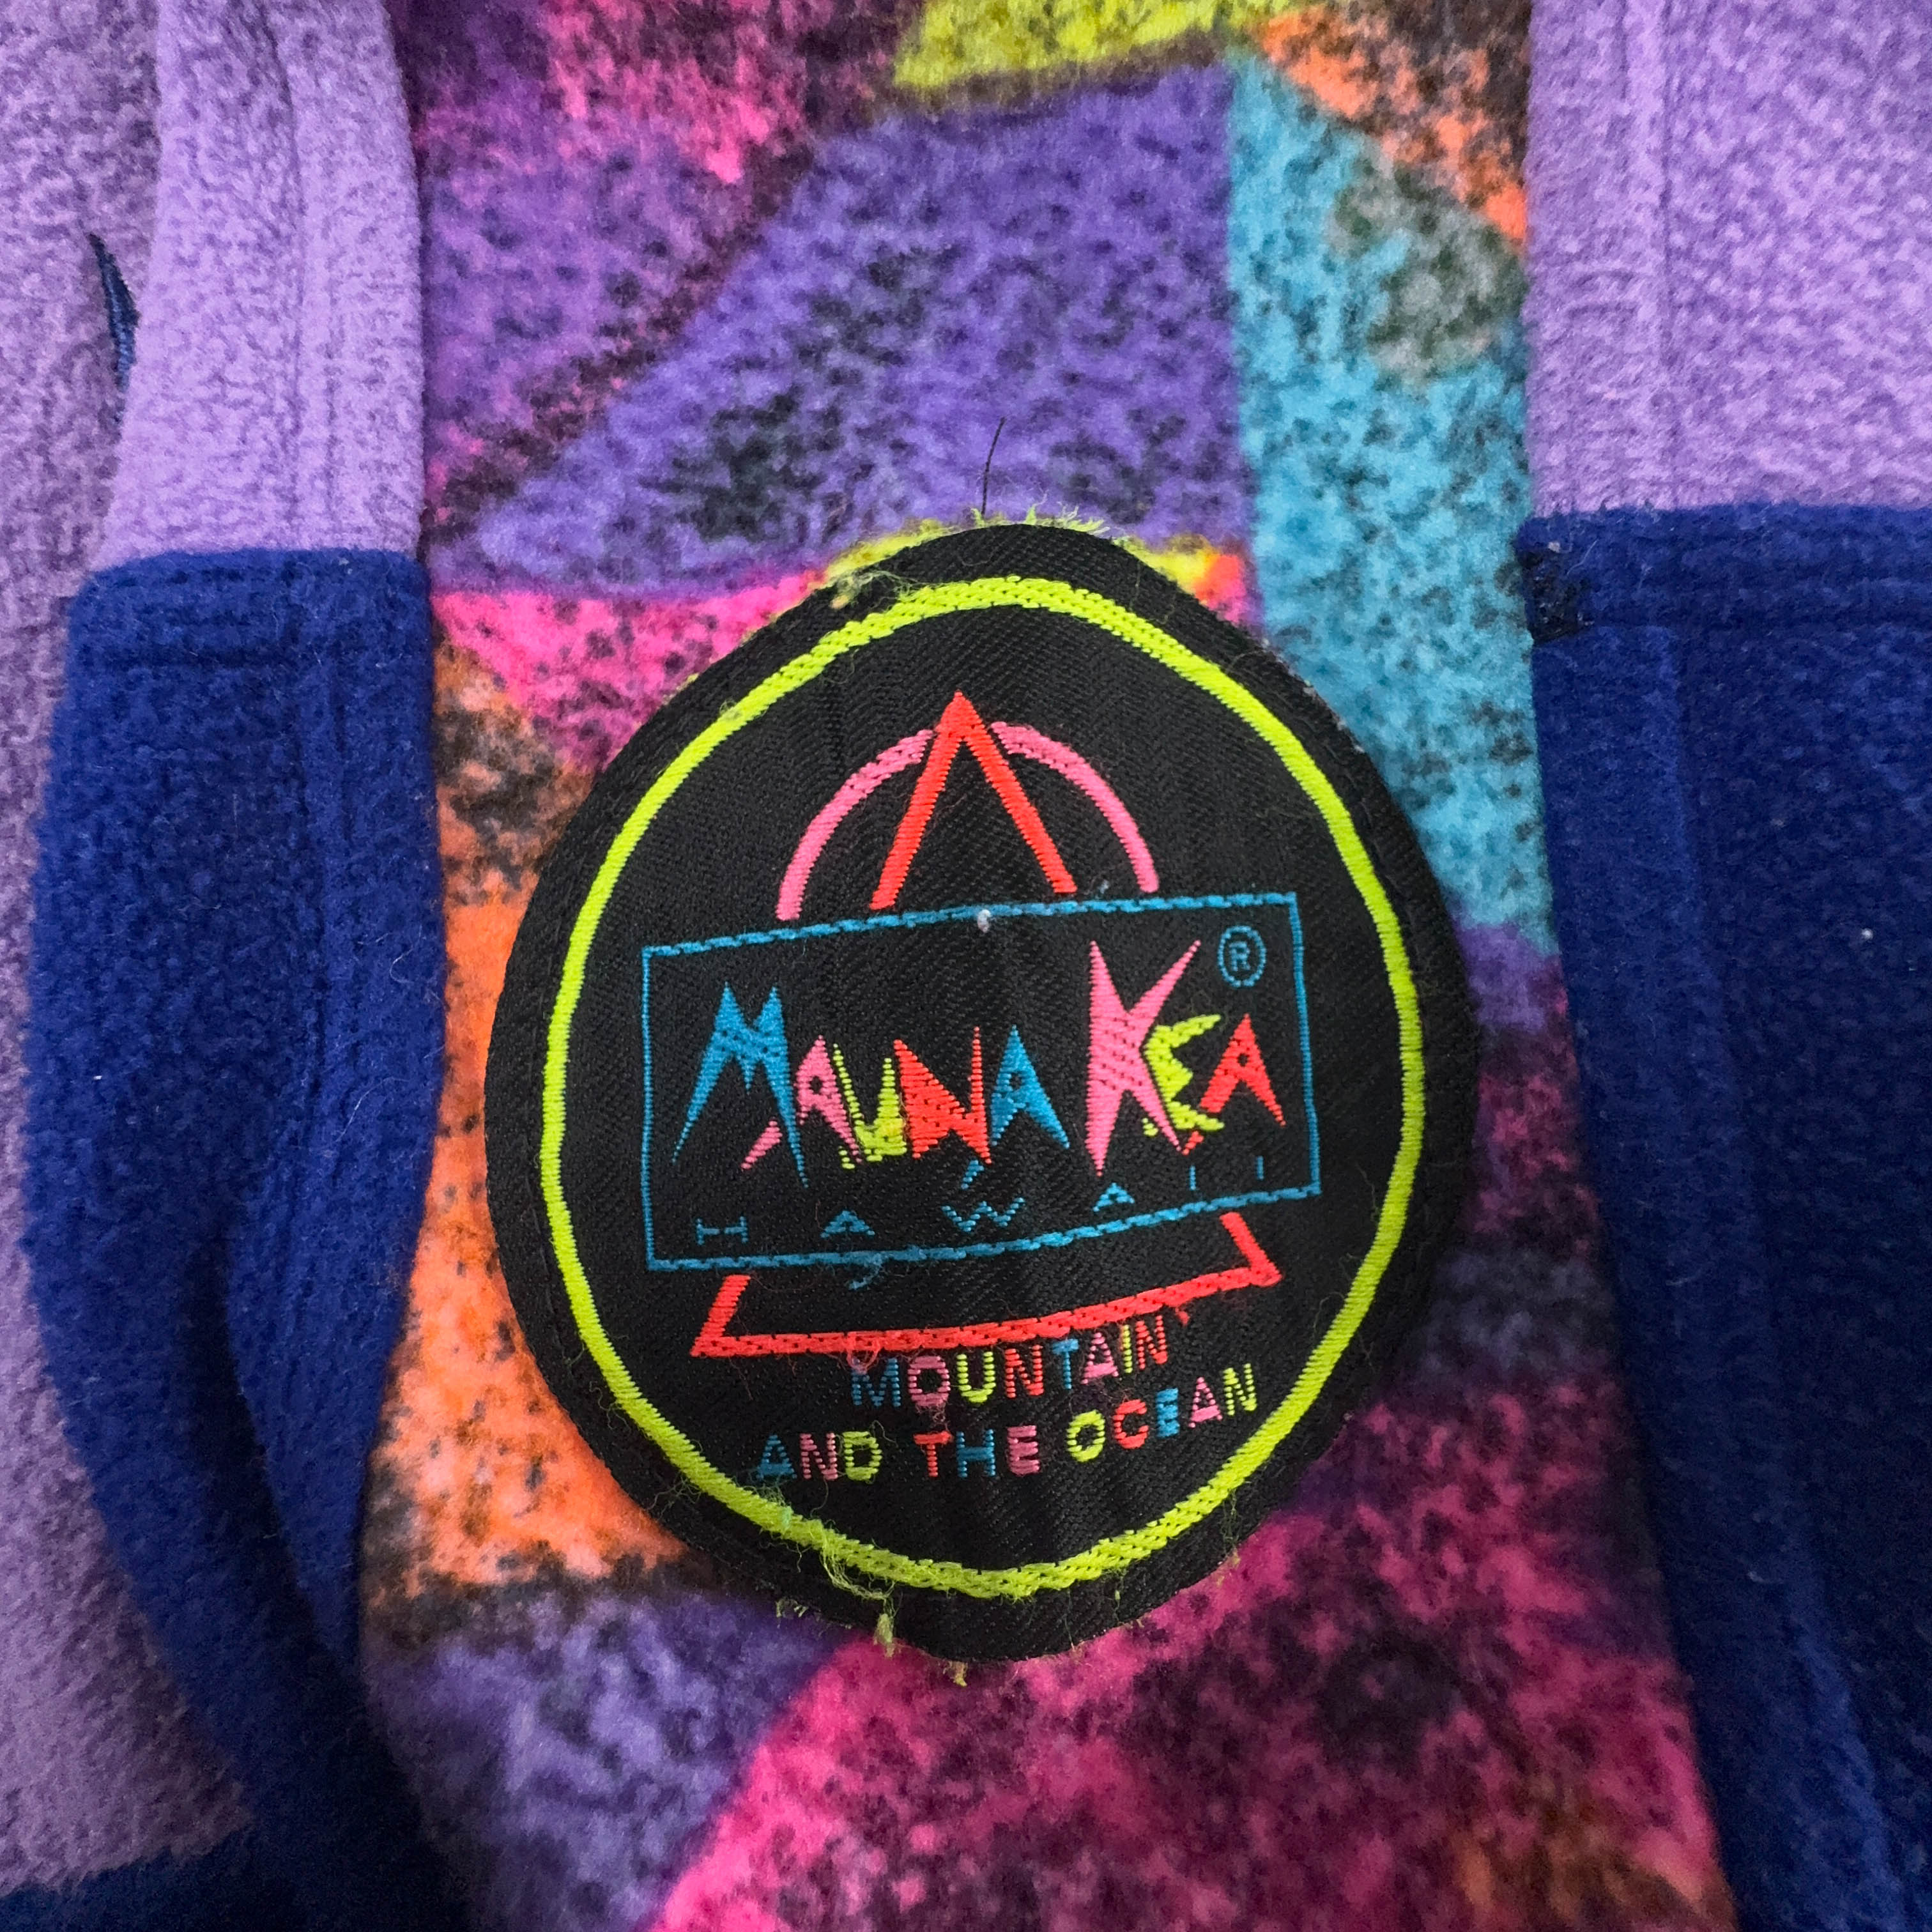 MAUNA KEA ®
HAWAII
MOUNTAIN
AND THE OCEAN